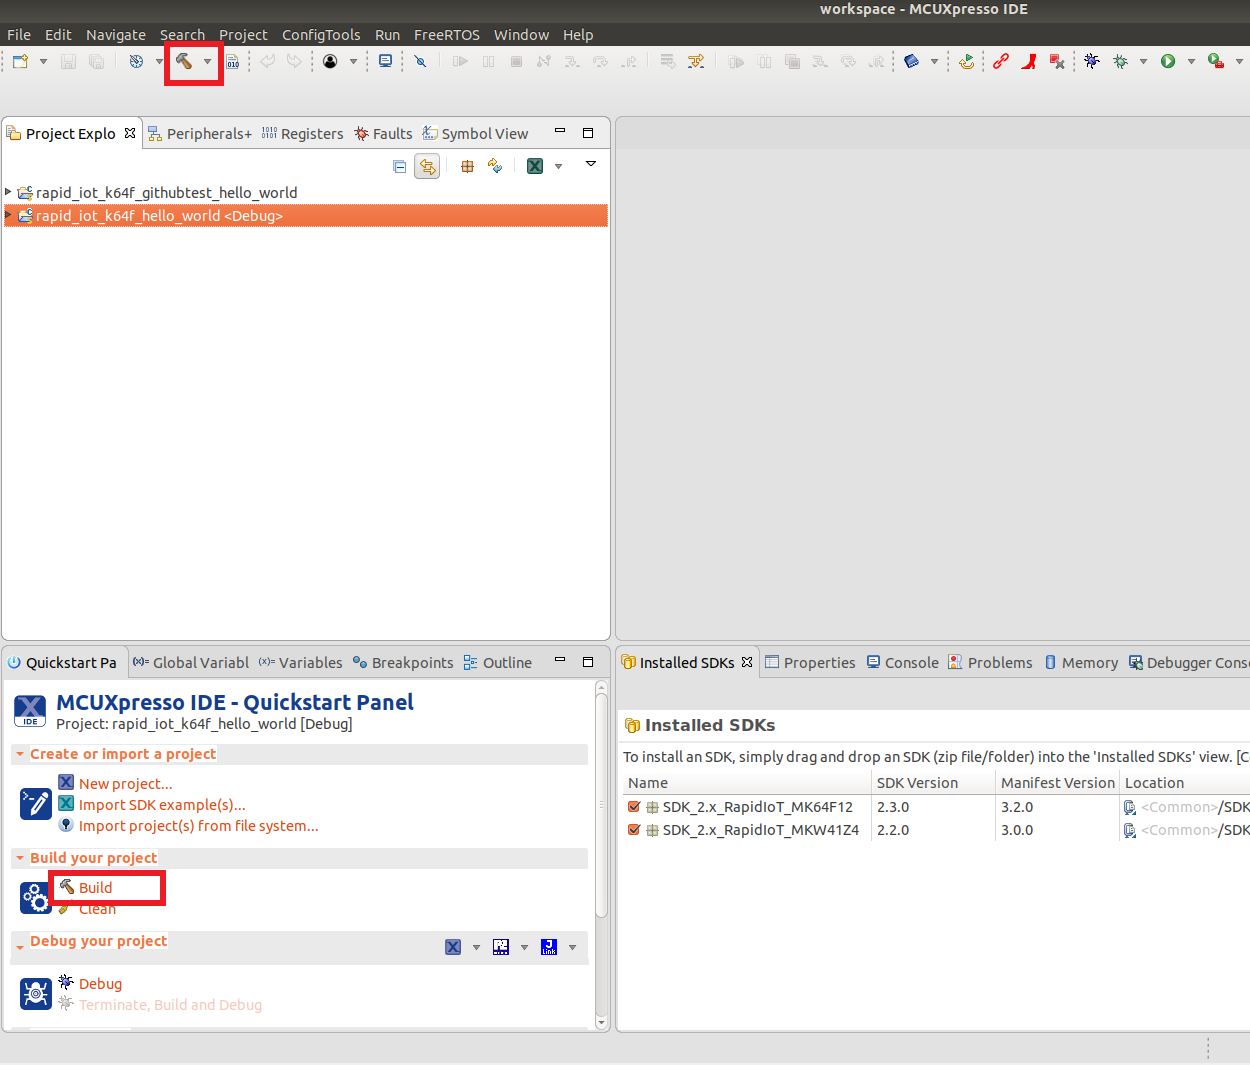 workspace - MCUXpresso IDE
File Edit Navigate Search Project ConfigTools Run FreeRTOS Window Help
010
Project Explo Peripherals+ 1010 0101 Registers Faults Symbol View
rapid_iot_k64f_githubtest_hello_world
rapid_iot_k64f_hello_world <Debug>
Quickstart Pa (x)= Global Variabl (x)= Variables Breakpoints Outline
X IDE
MCUXpresso IDE - Quickstart Panel
Project: rapid_iot_k64f_hello_world [Debug]
Create or import a project
New project...
Import SDK example(s)...
Import project(s) from file system...
Build your project
Build
Clean
Debug your project
J Link
Debug
Terminate, Build and Debug
Installed SDKs Properties Console Problems Memory Debugger Conso
Installed SDKs
To install an SDK, simply drag and drop an SDK (zip file/folder) into the 'Installed SDKs' view. [C
Name SDK Version Manifest Version Location
SDK_2.x_RapidIoT_MK64F12 2.3.0 3.2.0 <Common>/SDK
SDK_2.x_RapidIoT_MKW41Z4 2.2.0 3.0.0 <Common>/SDK